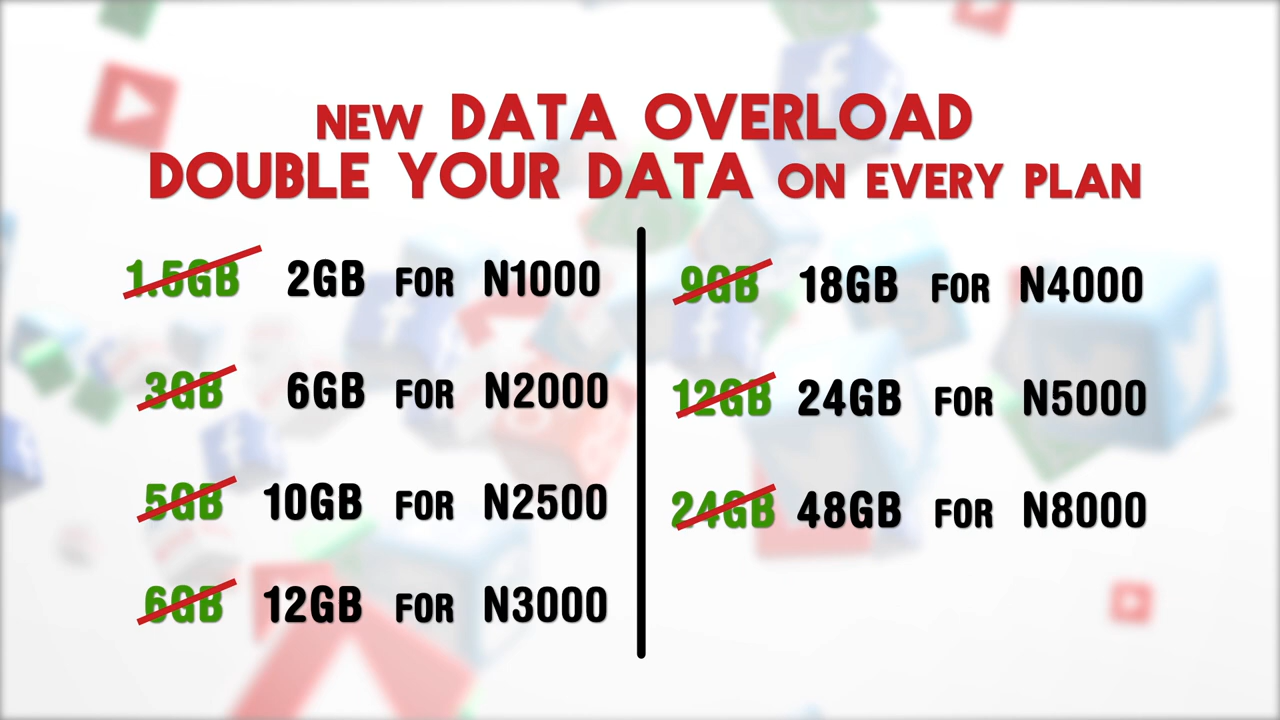 NEW DATA OVERLOAD
DOUBLE YOUR DATA ON EVERY PLAN
1.5GB 2GB FOR N1000
3GB 6GB FOR N2000
5GB 10GB FOR N2500
6GB 12GB FOR N3000
9GB 18GB FOR N4000
12GB 24GB FOR N5000
24GB 48GB FOR N8000